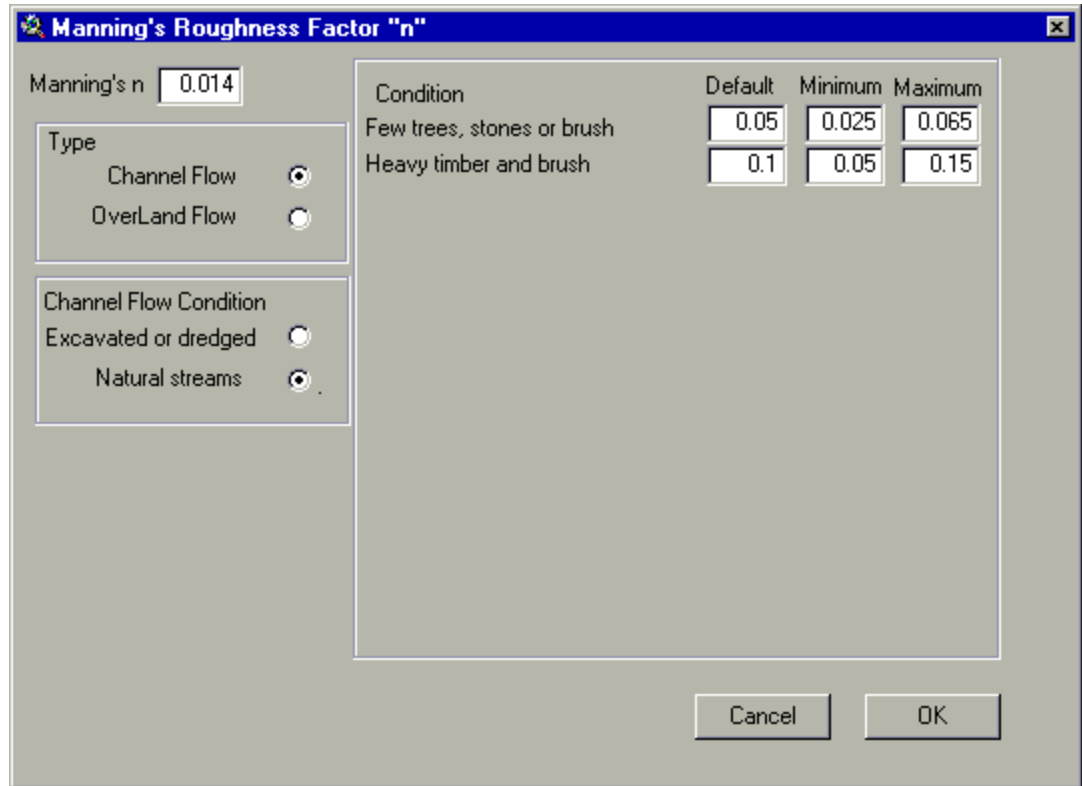 Manning's Roughness Factor "n"
Manning's n 0.014
Type
Channel Flow
OverLand Flow
Channel Flow Condition
Excavated or dredged
Natural streams .
Condition Default Minimum Maximum
Few trees, stones or brush 0.05 0.025 0.065
Heavy timber and brush 0.1 0.05 0.15
Cancel OK